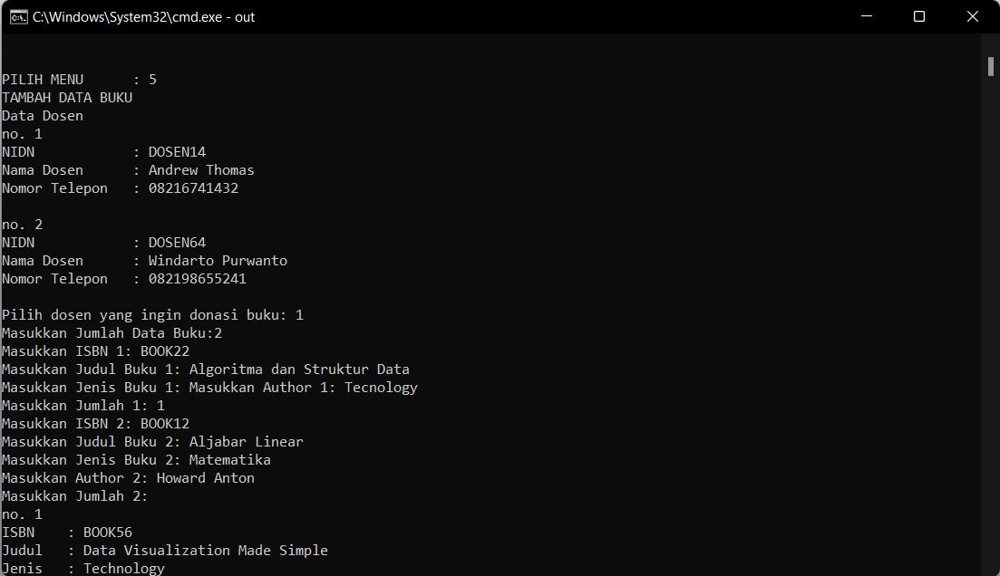 C:\Windows\System32\cmd.exe - out
PILIH MENU      : 5
TAMBAH DATA BUKU
Data Dosen
no. 1
NIDN            : DOSEN14
Nama Dosen      : Andrew Thomas
Nomor Telepon   : 08216741432
no. 2
NIDN            : DOSEN64
Nama Dosen      : Windarto Purwanto
Nomor Telepon   : 082198655241
Pilih dosen yang ingin donasi buku: 1
Masukkan Jumlah Data Buku:2
Masukkan ISBN 1: BOOK22
Masukkan Judul Buku 1: Algoritma dan Struktur Data
Masukkan Jenis Buku 1: Masukkan Author 1: Tecnology
Masukkan Jumlah 1: 1
Masukkan ISBN 2: BOOK12
Masukkan Judul Buku 2: Aljabar Linear
Masukkan Jenis Buku 2: Matematika
Masukkan Author 2: Howard Anton
Masukkan Jumlah 2:
no. 1
ISBN    : BOOK56
Judul   : Data Visualization Made Simple
Jenis   : Technology